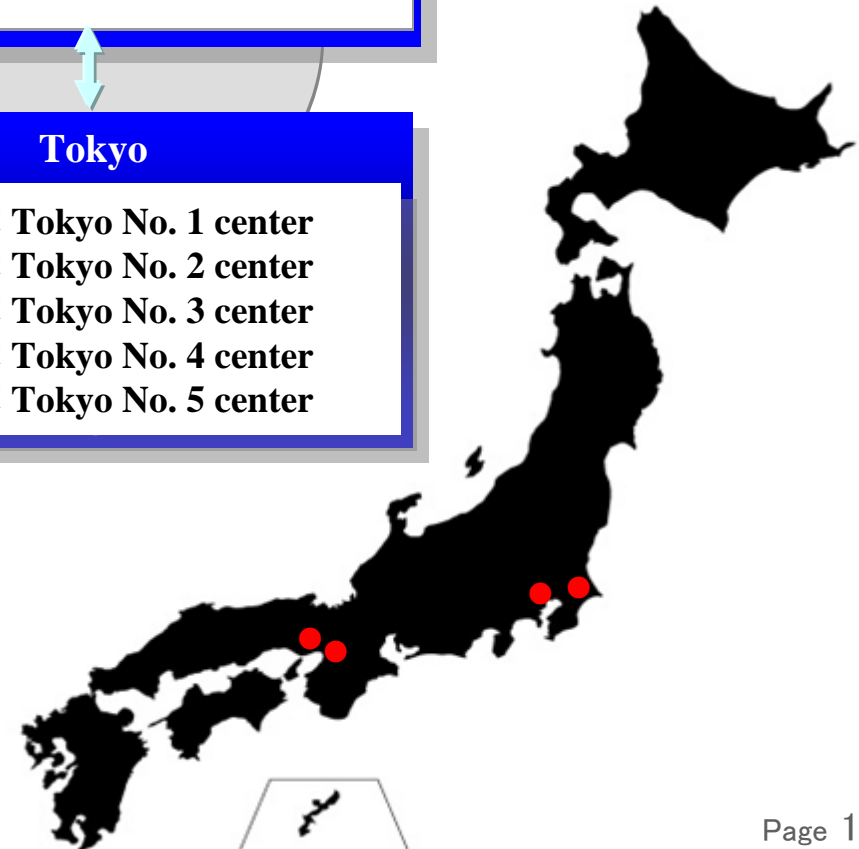 Tokyo
Tokyo No. 1 center
Tokyo No. 2 center
Tokyo No. 3 center
Tokyo No. 4 center
Tokyo No. 5 center
Page 1